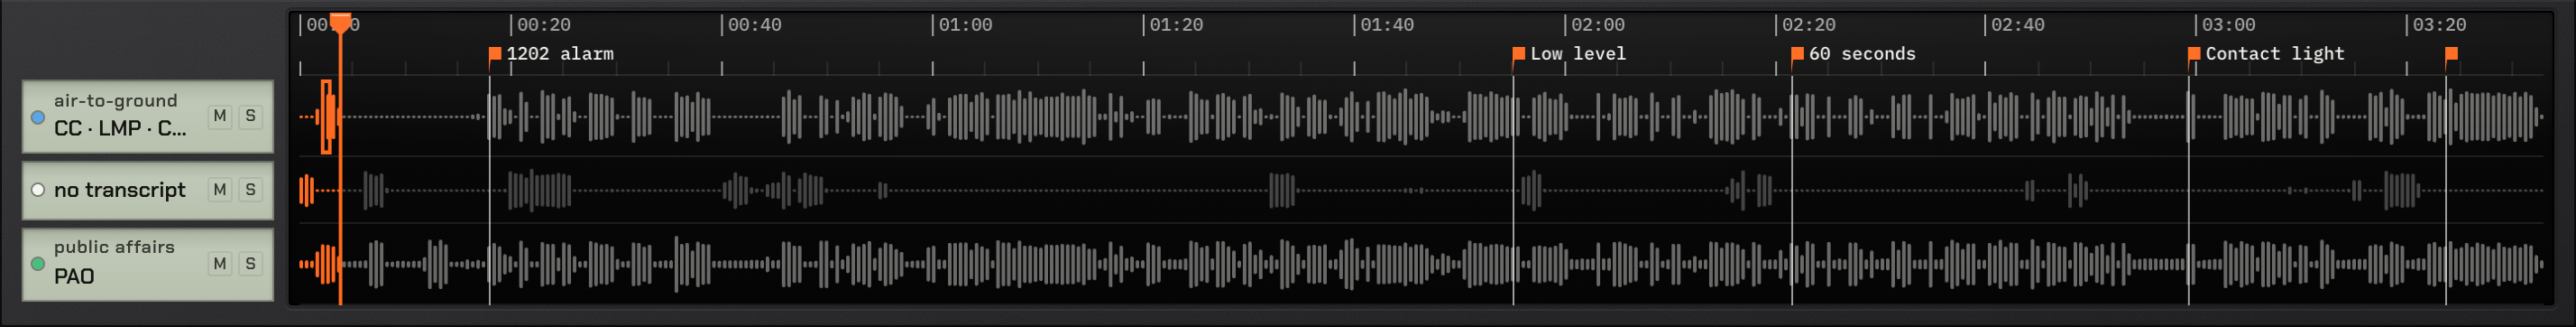 00:20 00:40 01:00 01:20 01:40 02:00 02:20 02:40 03:00 03:20
1202 alarm Low level 60 seconds Contact light
air-to-ground
CC · LMP · C... M S
no transcript M S
public affairs
PAO M S